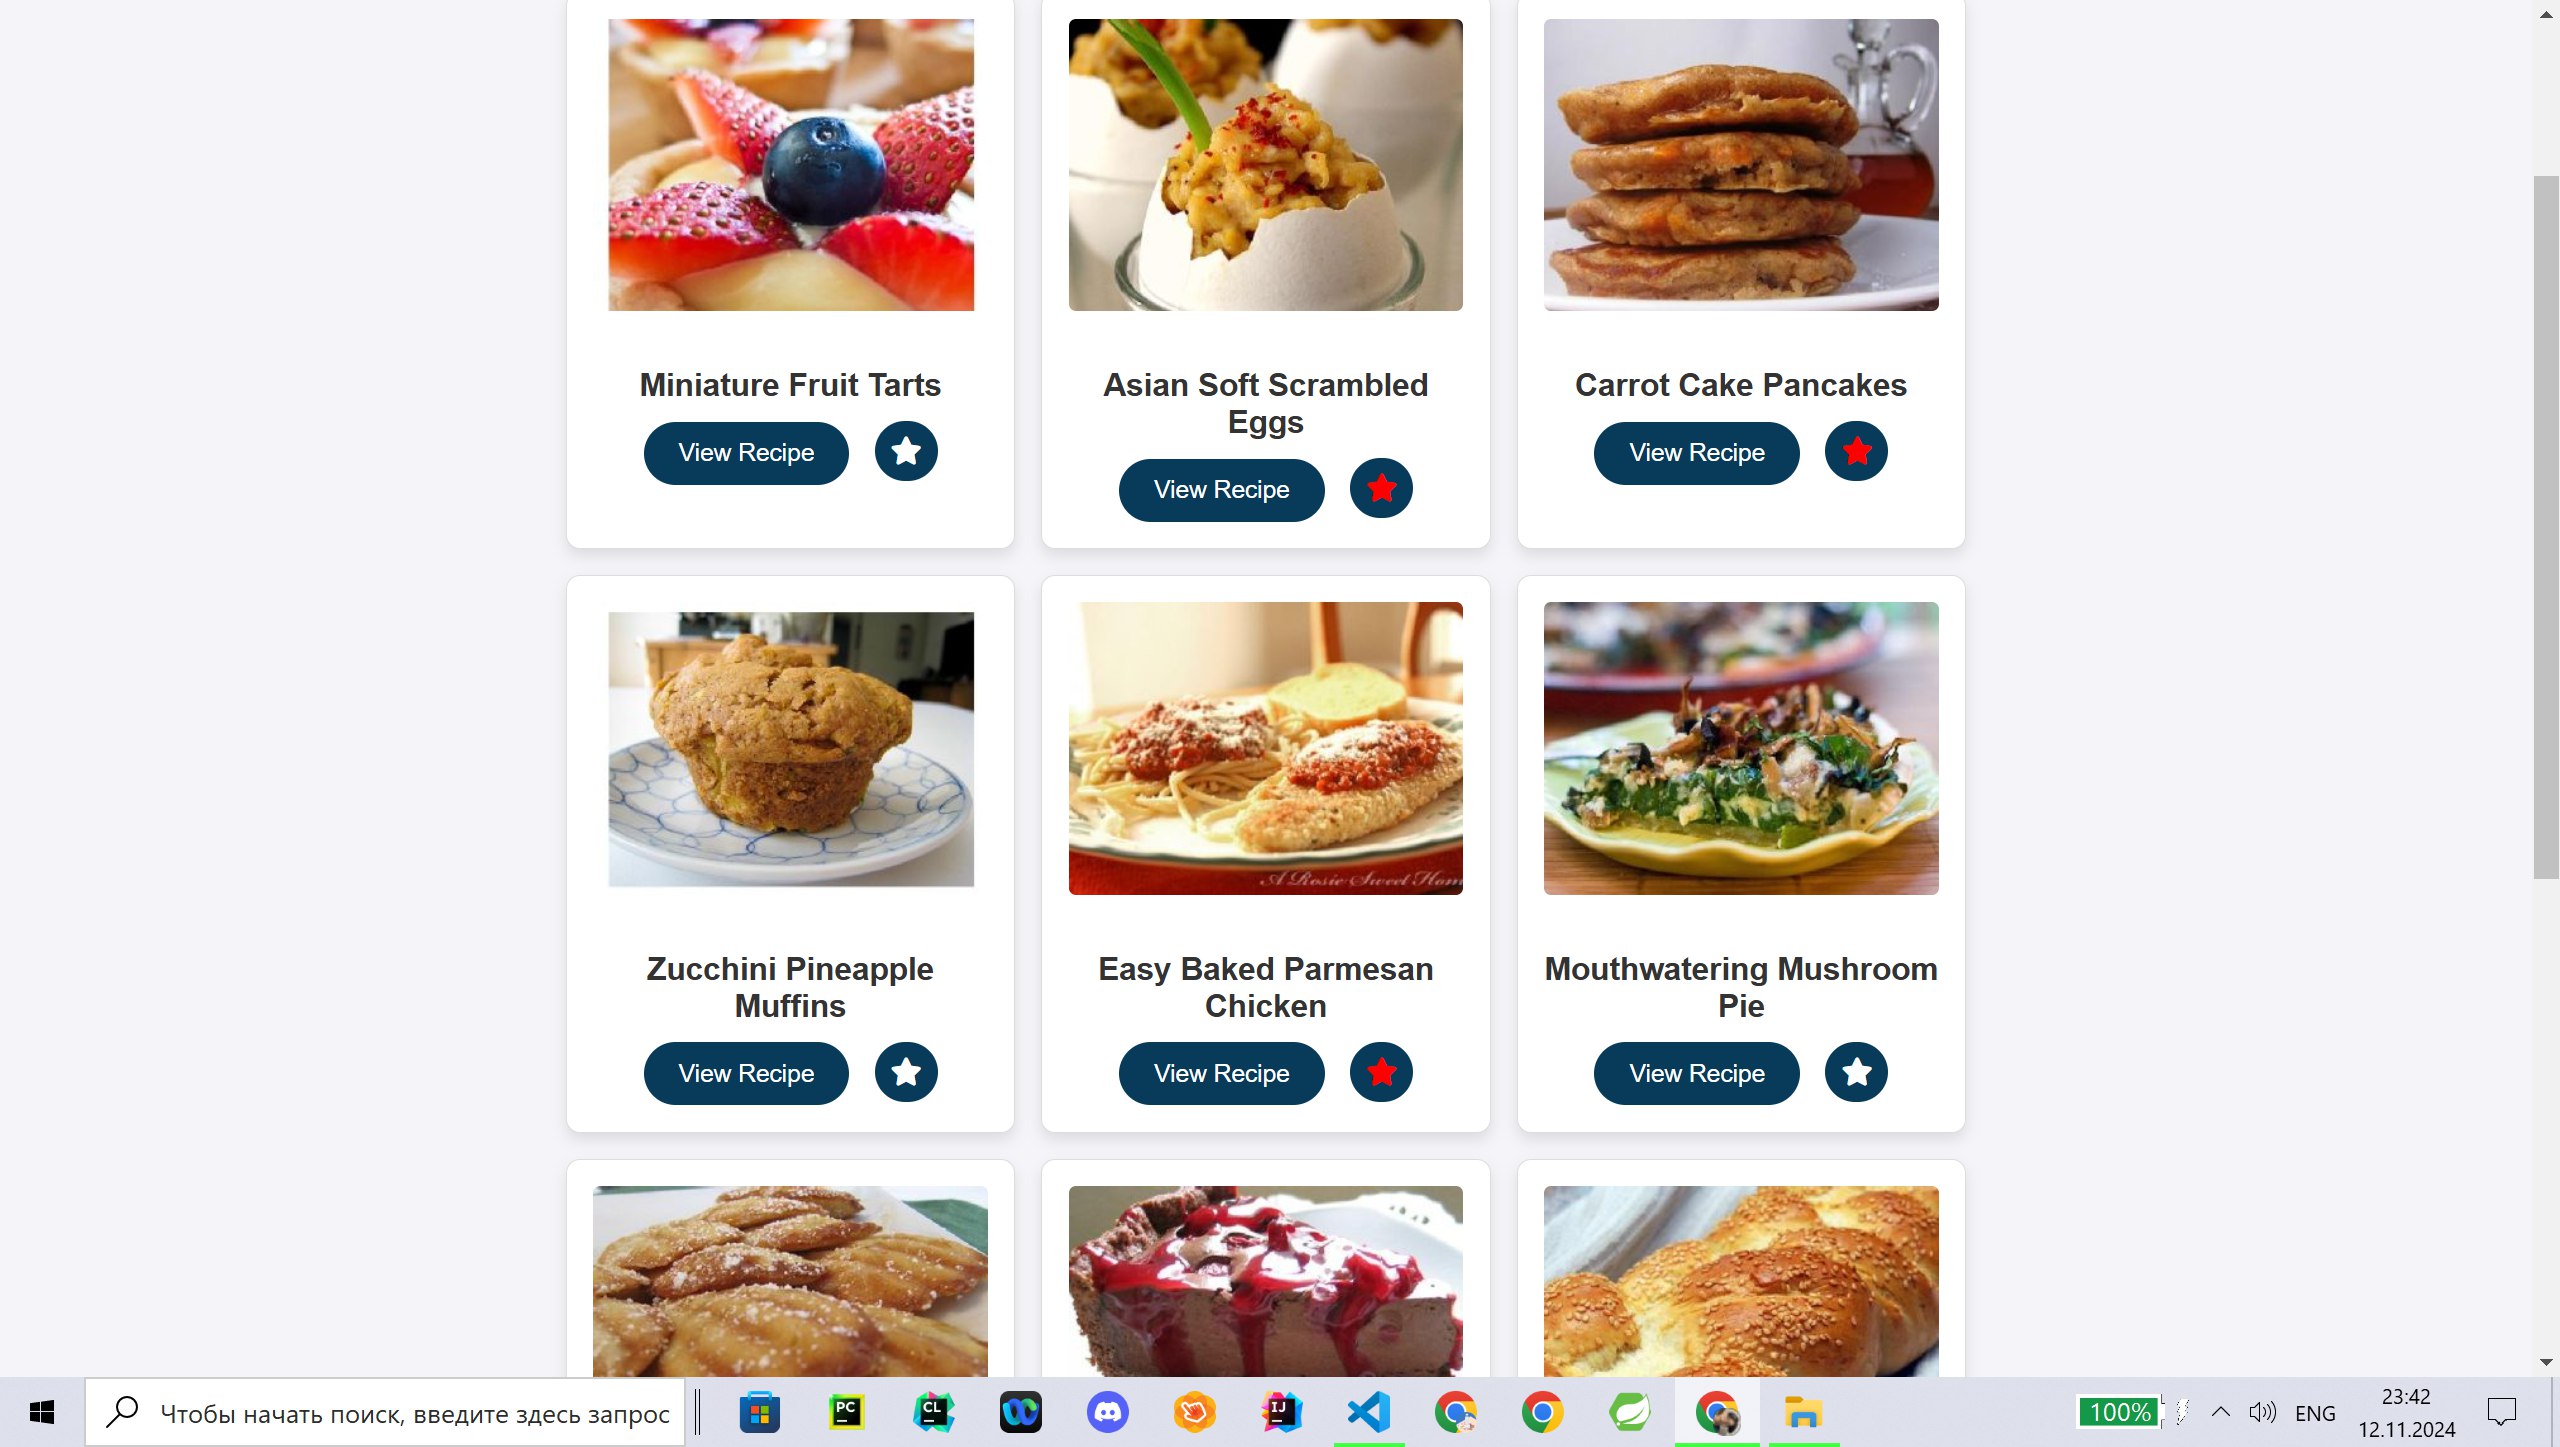 Miniature Fruit Tarts
View Recipe
Asian Soft Scrambled
Eggs
View Recipe
Carrot Cake Pancakes
View Recipe
Zucchini Pineapple
Muffins
View Recipe
A Rosie Sweet Hom
Easy Baked Parmesan
Chicken
View Recipe
Mouthwatering Mushroom
Pie
View Recipe
Чтобы начать поиск, введите здесь запрос
PC
CL
IJ
100%
ENG
23:42
12.11.2024